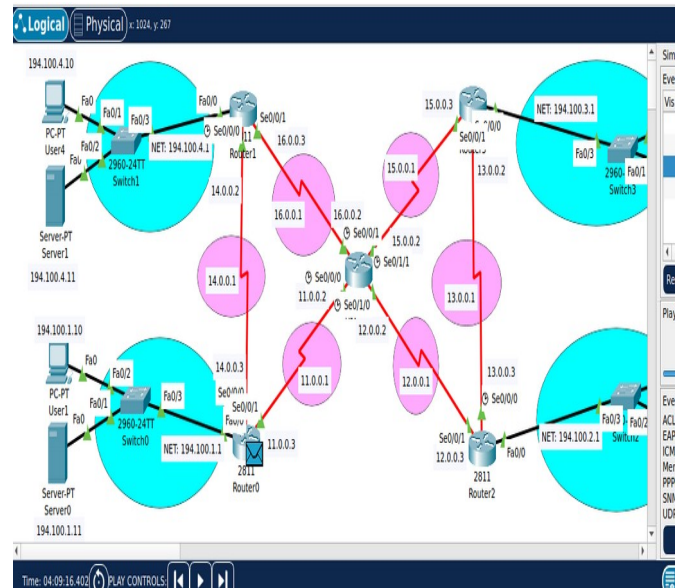 Logical
Physical
x: 1024, y: 267
194.100.4.10
Fa0
PC-PT
User4
Fa0/1
Fa0/3
Fa0/2
2960-24TT
Switch1
Server-PT
Server1
194.100.4.11
NET: 194.100.4.1
Fa0/0
Se0/0/0
Se0/0/1
Router1
16.0.0.3
14.0.0.2
16.0.0.1
16.0.0.2
Se0/0/1
15.0.0.3
Se0/0/1
NET: 194.100.3.1
Fa0/3
Fa0/1
Switch3
15.0.0.1
13.0.0.2
15.0.0.2
Se0/1/1
Se0/0/0
11.0.0.2
Se0/1/0
12.0.0.2
14.0.0.1
13.0.0.1
11.0.0.1
12.0.0.1
194.100.1.10
PC-PT
User1
Fa0
Fa0/2
Fa0/1
Fa0
2960-24TT
Switch0
Fa0/3
Server-PT
Server0
194.100.1.11
NET: 194.100.1.1
14.0.0.3
Se0/0/1
11.0.0.3
2811
Router0
13.0.0.3
Se0/0/0
Se0/0/1
12.0.0.3
Fa0/0
2811
Router2
NET: 194.100.2.1
Fa0/3
Fa0/2
Time: 04:09:16.402
PLAY CONTROLS: